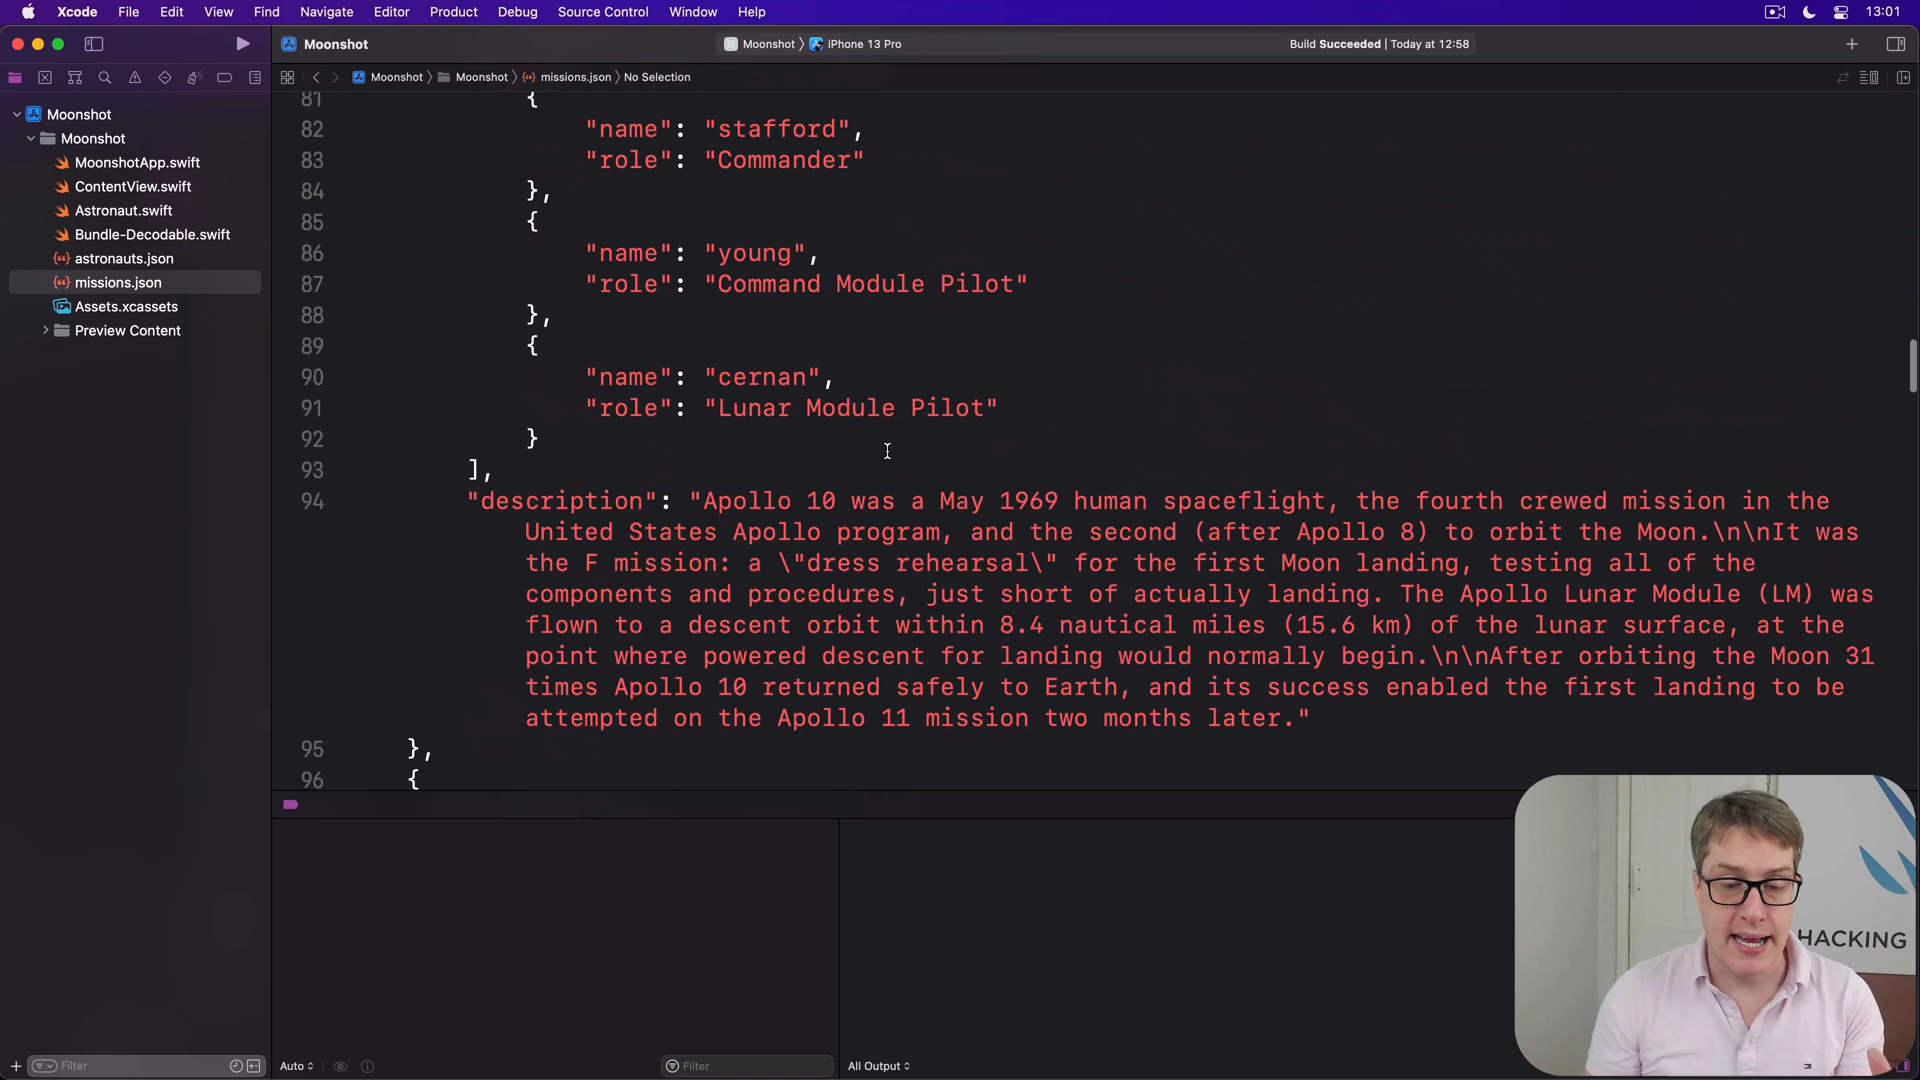 Xcode File Edit View Find Navigate Editor Product Debug Source Control Window Help 13:01
Moonshot
Moonshot iPhone 13 Pro
Build Succeeded | Today at 12:58
Moonshot Moonshot missions.json No Selection
Moonshot
Moonshot
MoonshotApp.swift
ContentView.swift
Astronaut.swift
Bundle-Decodable.swift
astronauts.json
missions.json
Assets.xcassets
Preview Content
81 {
82 "name": "stafford",
83 "role": "Commander"
84 },
85 {
86 "name": "young",
87 "role": "Command Module Pilot"
88 },
89 {
90 "name": "cernan",
91 "role": "Lunar Module Pilot"
92 }
93 ],
94 "description": "Apollo 10 was a May 1969 human spaceflight, the fourth crewed mission in the
United States Apollo program, and the second (after Apollo 8) to orbit the Moon.\n\nIt was
the F mission: a \"dress rehearsal\" for the first Moon landing, testing all of the
components and procedures, just short of actually landing. The Apollo Lunar Module (LM) was
flown to a descent orbit within 8.4 nautical miles (15.6 km) of the lunar surface, at the
point where powered descent for landing would normally begin.\n\nAfter orbiting the Moon 31
times Apollo 10 returned safely to Earth, and its success enabled the first landing to be
attempted on the Apollo 11 mission two months later."
95 },
96 {
HACKING
Filter
Auto
Filter
All Output